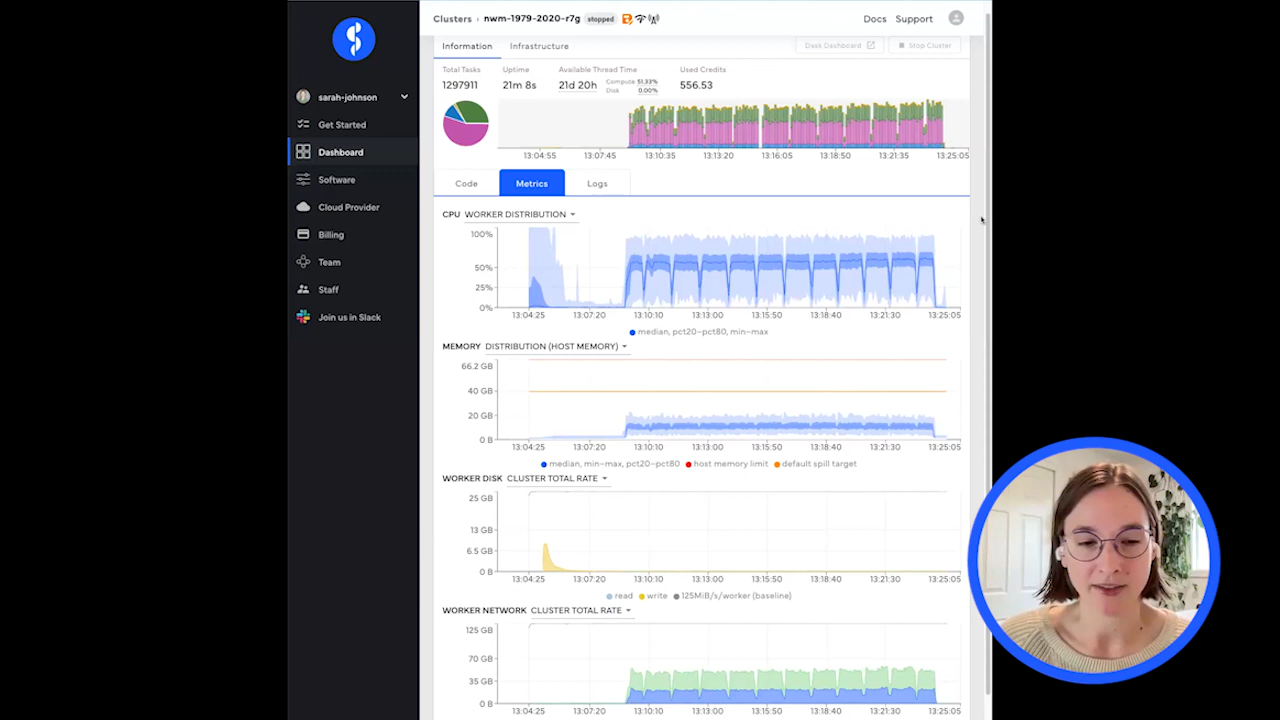 Clusters › nwm-1979-2020-r7g stopped
Docs Support
sarah-johnson
Get Started
Dashboard
Software
Cloud Provider
Billing
Team
Staff
Join us in Slack
Information Infrastructure
Dask Dashboard Stop Cluster
Total Tasks Uptime Available Thread Time Used Credits
1297911 21m 8s 21d 20h Compute 51.33% Disk 0.00% 556.53
13:04:55 13:07:45 13:10:35 13:13:20 13:16:05 13:18:50 13:21:35 13:25:05
Code Metrics Logs
CPU WORKER DISTRIBUTION
100%
50%
25%
0%
13:04:25 13:07:20 13:10:10 13:13:00 13:15:50 13:18:40 13:21:30 13:25:05
median, pct20–pct80, min–max
MEMORY DISTRIBUTION (HOST MEMORY)
66.2 GB
40 GB
20 GB
0 B
13:04:25 13:07:20 13:10:10 13:13:00 13:15:50 13:18:40 13:21:30 13:25:05
median, min–max, pct20–pct80 host memory limit default spill target
WORKER DISK CLUSTER TOTAL RATE
25 GB
13 GB
6.5 GB
0 B
13:04:25 13:07:20 13:10:10 13:13:00 13:15:50 13:18:40 13:21:30 13:25:05
read write 125MiB/s/worker (baseline)
WORKER NETWORK CLUSTER TOTAL RATE
125 GB
70 GB
35 GB
0 B
13:04:25 13:07:20 13:10:10 13:13:00 13:15:50 13:18:40 13:21:30 13:25:05